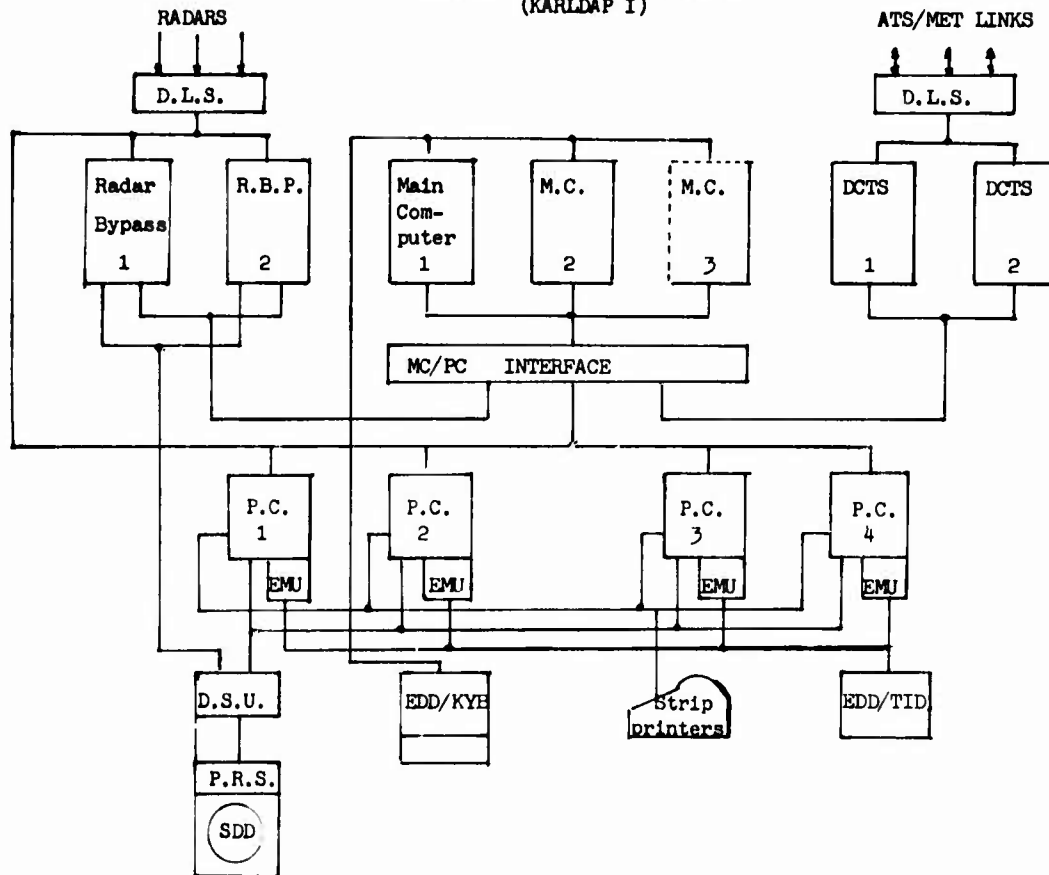 (KARLDAP I)
RADARS
ATS/MET LINKS
D.L.S.
D.L.S.
Radar
Bypass
1
R.B.P.
2
Main
Com-
puter
1
M.C.
2
M.C.
3
DCTS
1
DCTS
2
MC/PC INTERFACE
P.C.
1
EMU
P.C.
2
EMU
P.C.
3
EMU
P.C.
4
EMU
D.S.U.
EDD/KYB
Strip
printers
EDD/TID
P.R.S.
SDD